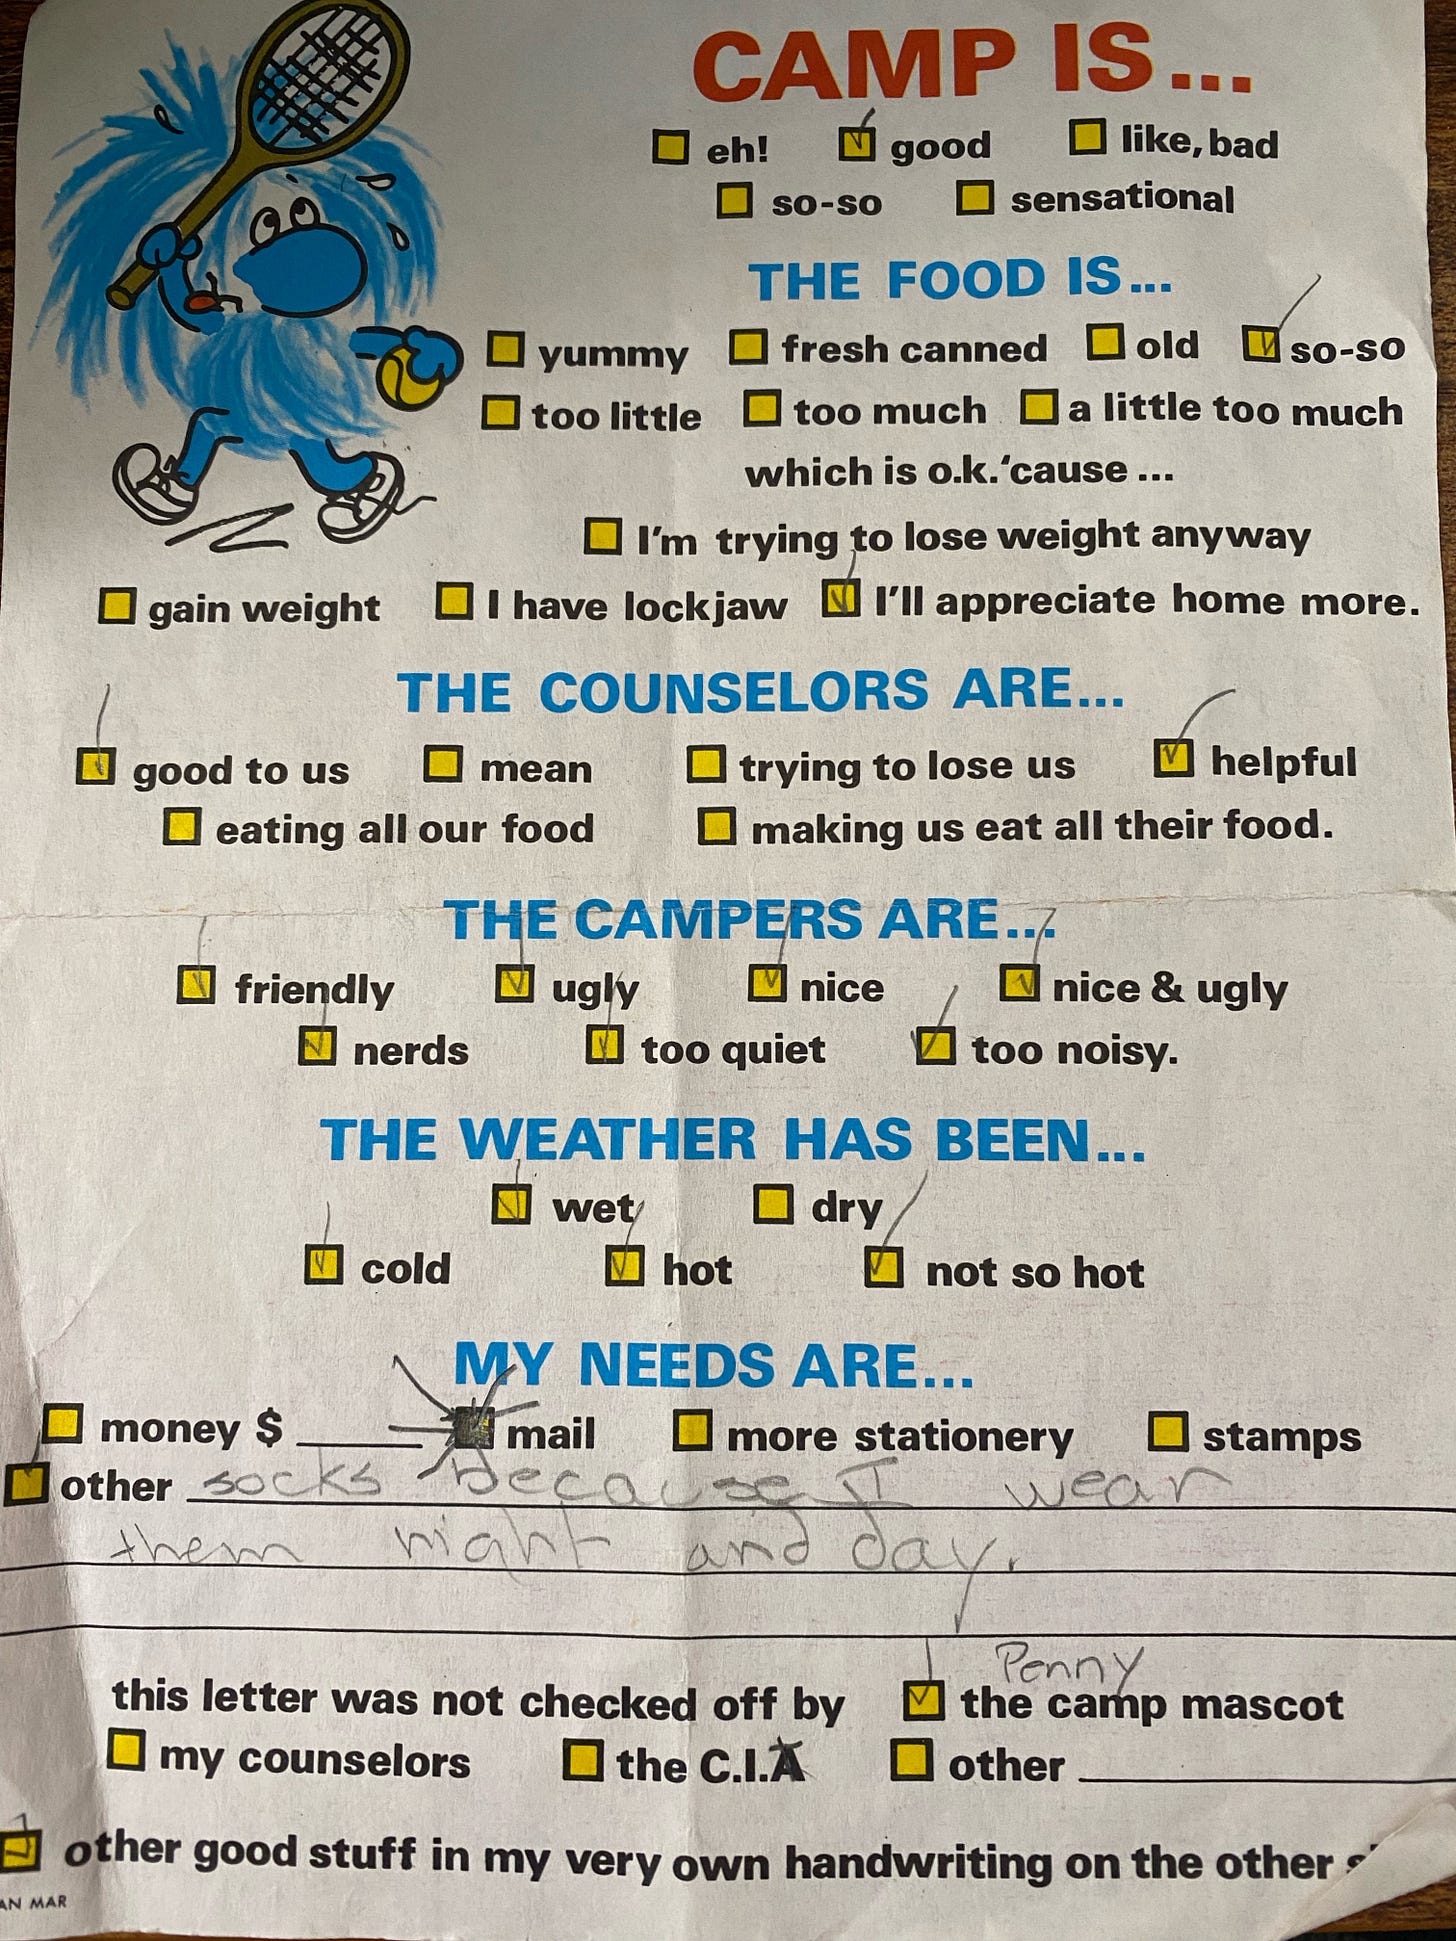 CAMP IS...
eh! good like, bad
so-so sensational
THE FOOD IS...
yummy fresh canned old so-so
too little too much a little too much
which is o.k. ‘cause ...
I’m trying to lose weight anyway
gain weight I have lockjaw I’ll appreciate home more.
THE COUNSELORS ARE...
good to us mean trying to lose us helpful
eating all our food making us eat all their food.
THE CAMPERS ARE...
friendly ugly nice nice & ugly
nerds too quiet too noisy.
THE WEATHER HAS BEEN...
wet dry
cold hot not so hot
MY NEEDS ARE...
money $ mail more stationery stamps
other socks because I wear
them night and day.
Penny
this letter was not checked off by the camp mascot
my counselors the C.I.A other
other good stuff in my very own handwriting on the other
AN MAR